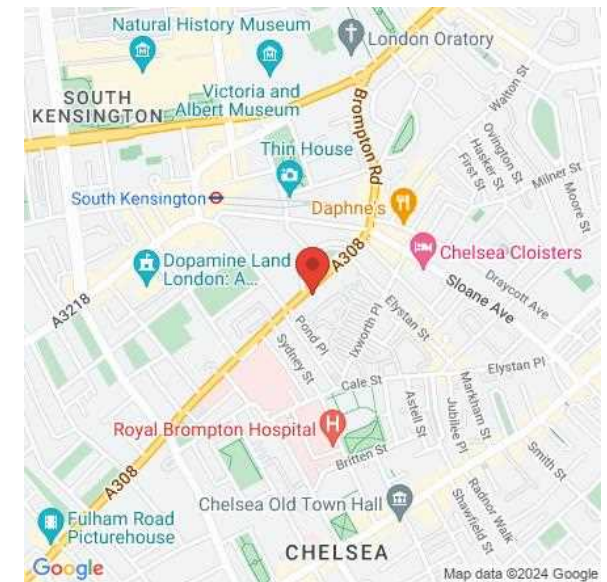 Natural History Museum
London Oratory
SOUTH
KENSINGTON
Victoria and
Albert Museum
Brompton Rd
Walton St
Ovington St
Hasker St
First St
Milner St
Moore St
Thin House
South Kensington
Daphne's
A308
Chelsea Cloisters
Dopamine Land
London: A...
A3218
Sloane Ave
Draycott Ave
Pond Pl
Ixworth Pl
Elystan St
Sydney St
Elystan Pl
Cale St
Astell St
Markham St
Jubilee Pl
Royal Brompton Hospital
H
Britten St
Smith St
A308
Chelsea Old Town Hall
Radnor Walk
Shawfield St
Fulham Road
Picturehouse
CHELSEA
Google
Map data ©2024 Google